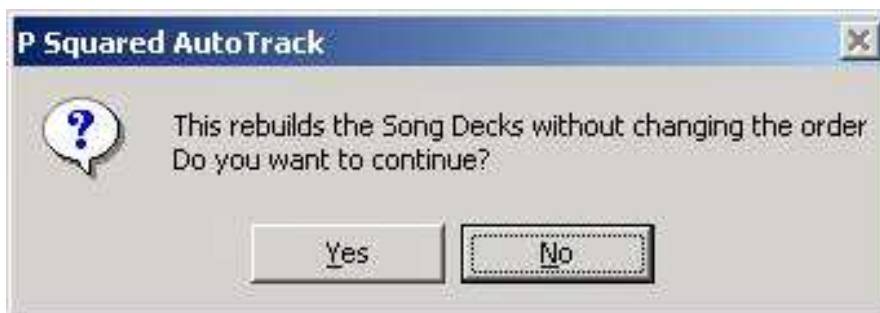 P Squared AutoTrack
This rebuilds the Song Decks without changing the order
Do you want to continue?
Yes
No